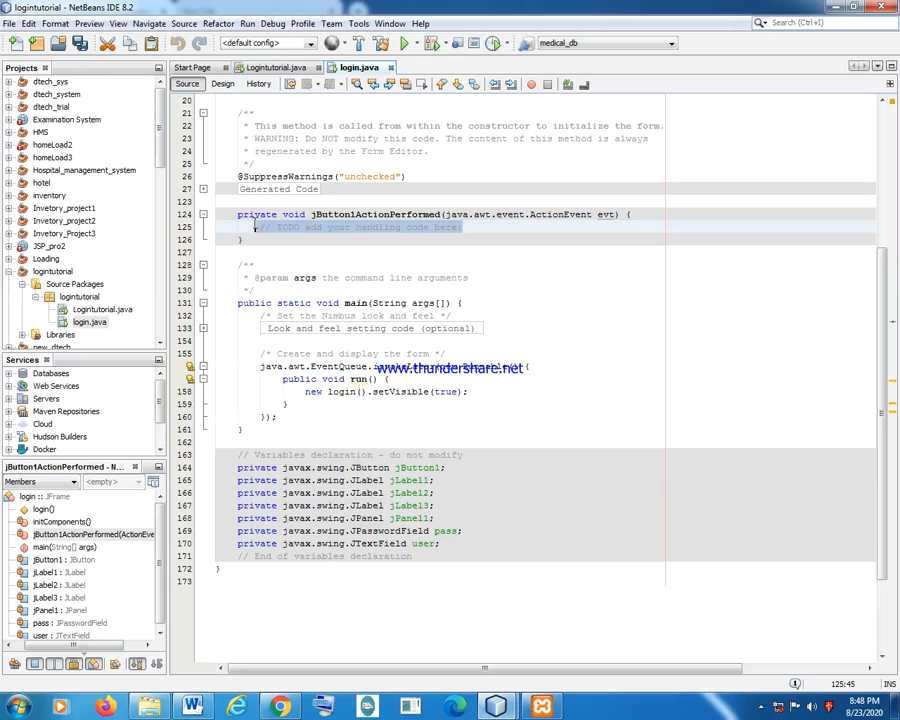 logintutorial - NetBeans IDE 8.2
File Edit View Navigate Source Refactor Run Debug Profile Team Tools Window Help
Search (Ctrl+I)
<default config>
medical_db
Projects
Start Page
Logintutorial.java
login.java
Source Design History
dtech_sys
dtech_system
dtech_trial
Examination System
HMS
homeLoad2
homeLoad3
Hospital_management_system
hotel
inventory
Invetory_project1
Invetory_project2
Invetory_Project3
JSP_pro2
logintutorial
Source Packages
logintutorial
Logintutorial.java
login.java
Libraries
new_dtech
Services
Databases
Web Services
Servers
Maven Repositories
Cloud
Hudson Builders
Docker
jButton1ActionPerformed - N...
Members
<empty>
login :: JFrame
login()
initComponents()
jButton1ActionPerformed(ActionEve
main(String[] args)
jButton1 : JButton
jLabel1 : JLabel
jLabel2 : JLabel
jLabel3 : JLabel
jPanel1 : JPanel
pass : JPasswordField
user : JTextField
20
21 /**
22 * This method is called from within the constructor to initialize the form.
23 * WARNING: Do NOT modify this code. The content of this method is always
24 * regenerated by the Form Editor.
25 */
26 @SuppressWarnings("unchecked")
27 Generated Code
123
124 private void jButton1ActionPerformed(java.awt.event.ActionEvent evt) {
125 // TODO add your handling code here:
126 }
127
128 /**
129 * @param args the command line arguments
130 */
131 public static void main(String args[]) {
132 /* Set the Nimbus look and feel */
133 Look and feel setting code (optional)
154
155 /* Create and display the form */
java.awt.EventQueue.
public void run() {
158 new login().setVisible(true);
159 }
160 });
161 }
162
163 // Variables declaration - do not modify
164 private javax.swing.JButton jButton1;
165 private javax.swing.JLabel jLabel1;
166 private javax.swing.JLabel jLabel2;
167 private javax.swing.JLabel jLabel3;
168 private javax.swing.JPanel jPanel1;
169 private javax.swing.JPasswordField pass;
170 private javax.swing.JTextField user;
171 // End of variables declaration
172 }
173
www.thundershare.net
125:45
INS
8:48 PM
8/23/2020